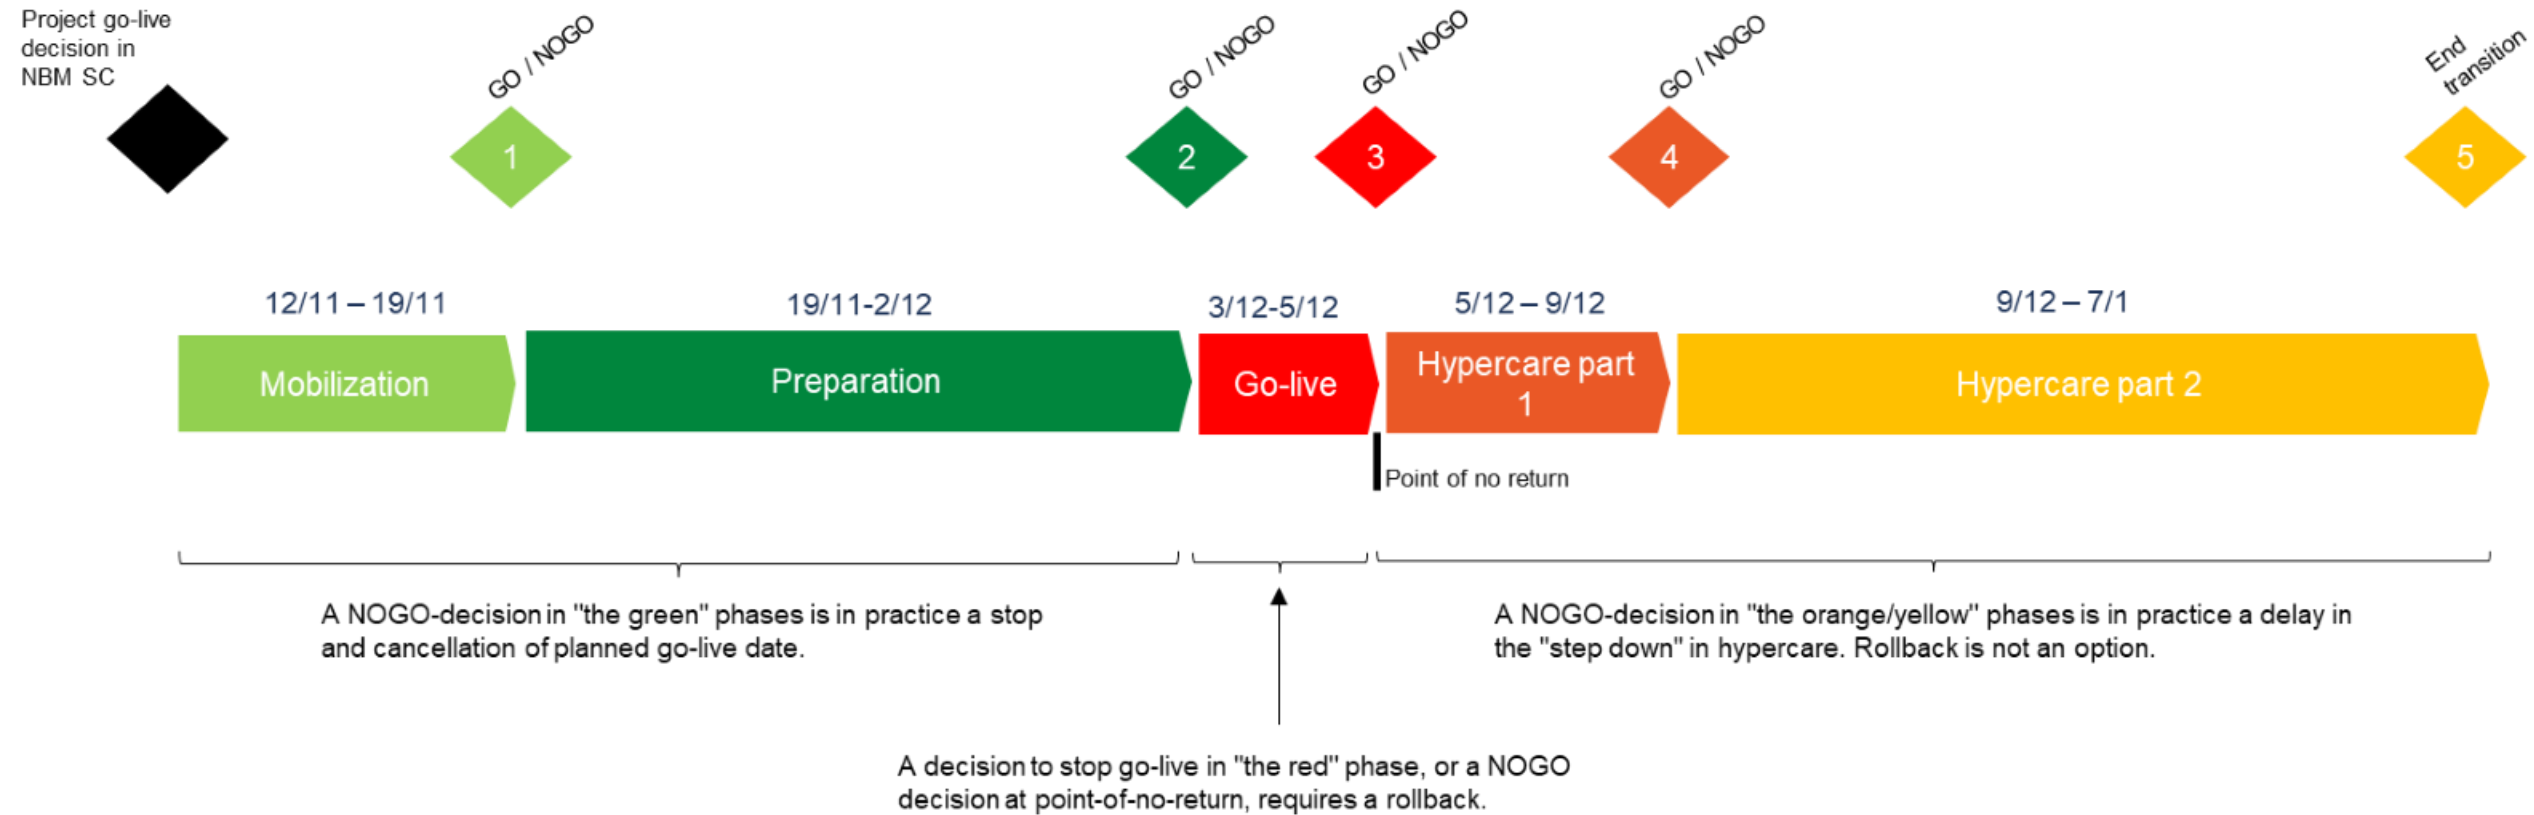 Project go-live
decision in
NBM SC
GO / NOGO
GO / NOGO
GO / NOGO
GO / NOGO
End
transition
1
2
3
4
5
12/11 – 19/11
19/11-2/12
3/12-5/12
5/12 – 9/12
9/12 – 7/1
Mobilization
Preparation
Go-live
Hypercare part
1
Hypercare part 2
Point of no return
A NOGO-decision in "the green" phases is in practice a stop
and cancellation of planned go-live date.
A NOGO-decision in "the orange/yellow" phases is in practice a delay in
the "step down" in hypercare. Rollback is not an option.
A decision to stop go-live in "the red" phase, or a NOGO
decision at point-of-no-return, requires a rollback.